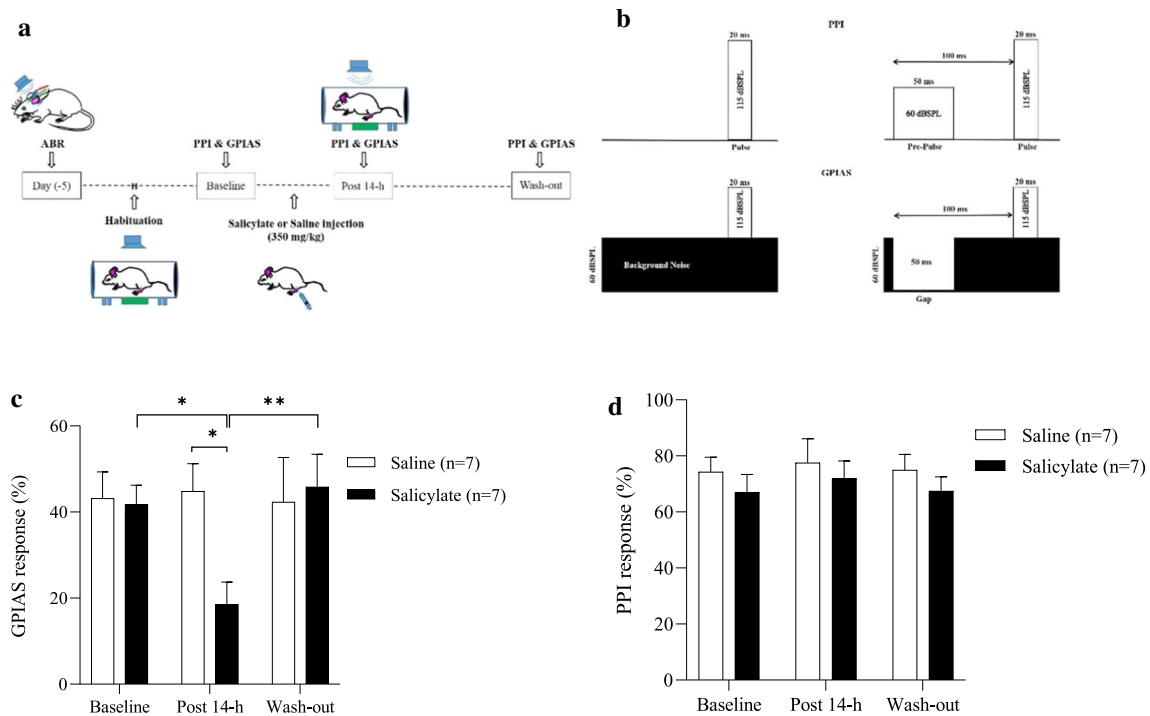 a
ABR
PPI & GPIAS
PPI & GPIAS
PPI & GPIAS
Day (-5)
H
Baseline
Post 14-h
Wash-out
Habituation
Salicylate or Saline injection
(350 mg/kg)
b
PPI
20 ms
115 dBSPL
Pulse
20 ms
100 ms
50 ms
60 dBSPL
115 dBSPL
Pre-Pulse
Pulse
GPIAS
20 ms
115 dBSPL
60 dBSPL
Background Noise
20 ms
100 ms
115 dBSPL
60 dBSPL
50 ms
Gap
c
*
**
*
60
40
20
0
GPIAS response (%)
Saline (n=7)
Salicylate (n=7)
Baseline
Post 14-h
Wash-out
d
100
80
60
40
20
0
PPI response (%)
Saline (n=7)
Salicylate (n=7)
Baseline
Post 14-h
Wash-out